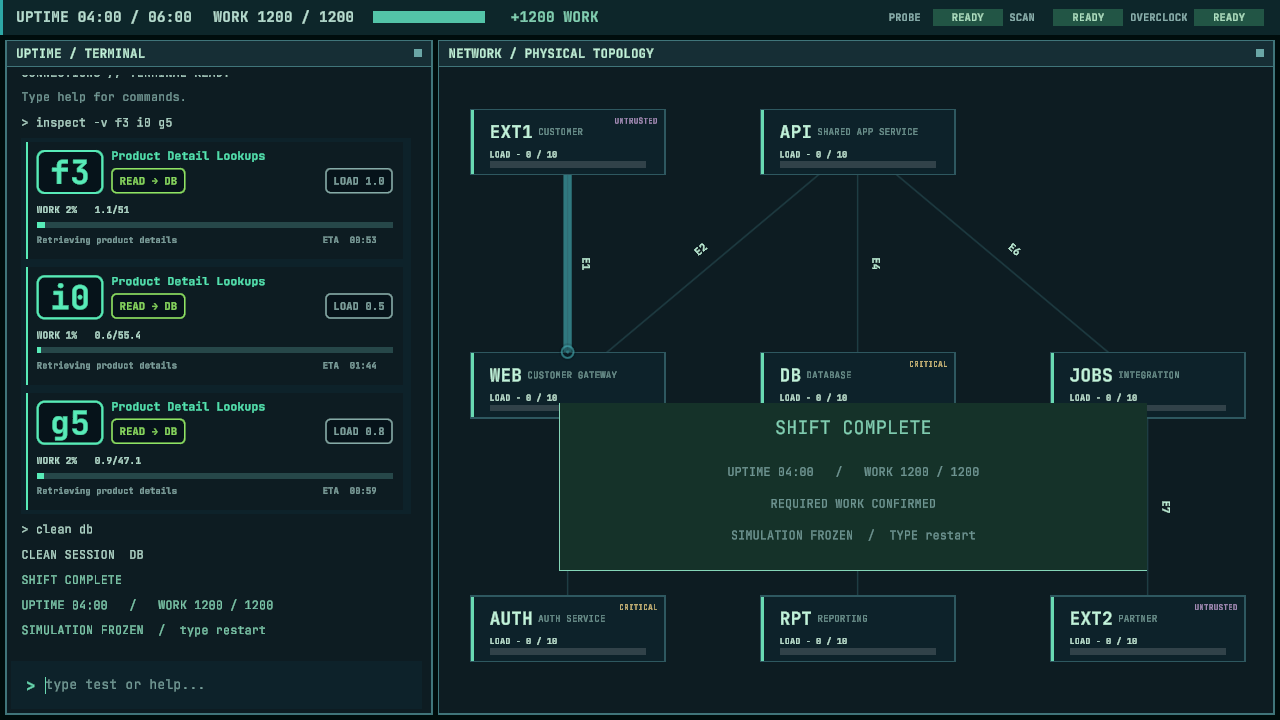 UPTIME 04:00 / 06:00 WORK 1200 / 1200 +1200 WORK PROBE READY SCAN READY OVERCLOCK READY
UPTIME / TERMINAL
CONNECTIONS // TERMINAL READ.
Type help for commands.
> inspect -v f3 i0 g5
f3 Product Detail Lookups
READ → DB LOAD 1.0
WORK 2% 1.1/51
Retrieving product details ETA 00:53
i0 Product Detail Lookups
READ → DB LOAD 0.5
WORK 1% 0.6/55.4
Retrieving product details ETA 01:44
g5 Product Detail Lookups
READ → DB LOAD 0.8
WORK 2% 0.9/47.1
Retrieving product details ETA 00:59
> clean db
CLEAN SESSION DB
SHIFT COMPLETE
UPTIME 04:00 / WORK 1200 / 1200
SIMULATION FROZEN / type restart
> type test or help...
NETWORK / PHYSICAL TOPOLOGY
UNTRUSTED
EXT1 CUSTOMER
LOAD - 0 / 10
API SHARED APP SERVICE
LOAD - 0 / 10
E1
E2
E4
E6
WEB CUSTOMER GATEWAY
LOAD - 0 / 10
CRITICAL
DB DATABASE
LOAD - 0 / 10
JOBS INTEGRATION
LOAD - 0 / 10
SHIFT COMPLETE
UPTIME 04:00 / WORK 1200 / 1200
REQUIRED WORK CONFIRMED
SIMULATION FROZEN / TYPE restart
E7
CRITICAL
AUTH AUTH SERVICE
LOAD - 0 / 10
RPT REPORTING
LOAD - 0 / 10
UNTRUSTED
EXT2 PARTNER
LOAD - 0 / 10